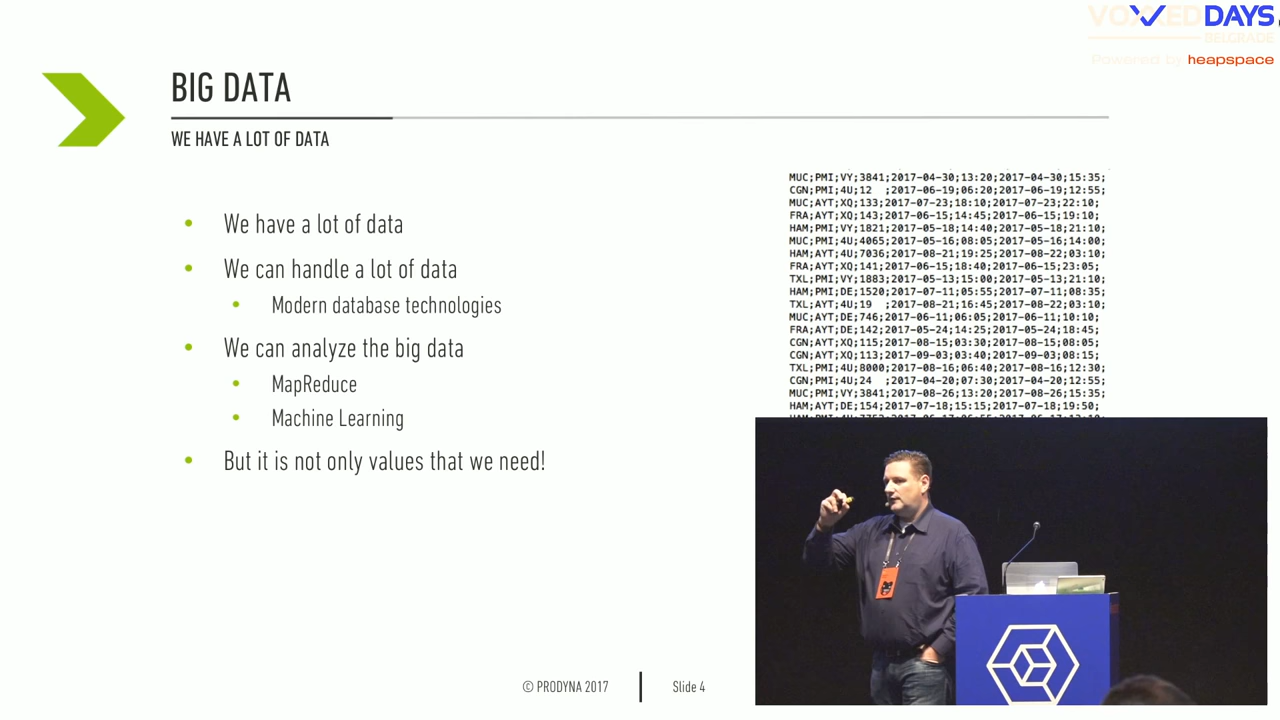 VOXXED DAYS
BELGRADE
Powered by heapspace
BIG DATA
WE HAVE A LOT OF DATA
• We have a lot of data
• We can handle a lot of data
• Modern database technologies
• We can analyze the big data
• MapReduce
• Machine Learning
• But it is not only values that we need!
MUC;PMI;VY;3841;2017-04-30;13:20;2017-04-30;15:35;
CGN;PMI;4U;12 ;2017-06-19;06:20;2017-06-19;12:55;
MUC;AYT;XQ;133;2017-07-23;18:10;2017-07-23;22:10;
FRA;AYT;XQ;143;2017-06-15;14:45;2017-06-15;19:10;
HAM;PMI;VY;1821;2017-05-18;14:40;2017-05-18;21:10;
MUC;PMI;4U;4065;2017-05-16;08:05;2017-05-16;14:00;
HAM;AYT;4U;7036;2017-08-21;19:25;2017-08-22;03:10;
FRA;AYT;XQ;141;2017-06-15;18:40;2017-06-15;23:05;
TXL;PMI;VY;1883;2017-05-13;15:00;2017-05-13;21:10;
HAM;PMI;DE;1520;2017-07-11;05:55;2017-07-11;08:35;
TXL;AYT;4U;19 ;2017-08-21;16:45;2017-08-22;03:10;
MUC;AYT;DE;746;2017-06-11;06:05;2017-06-11;10:10;
FRA;AYT;DE;142;2017-05-24;14:25;2017-05-24;18:45;
CGN;AYT;XQ;115;2017-08-15;03:30;2017-08-15;08:05;
CGN;AYT;XQ;113;2017-09-03;03:40;2017-09-03;08:15;
TXL;PMI;4U;8000;2017-08-16;06:40;2017-08-16;12:30;
CGN;PMI;4U;24 ;2017-04-20;07:30;2017-04-20;12:55;
MUC;PMI;VY;3841;2017-08-26;13:20;2017-08-26;15:35;
HAM;AYT;DE;154;2017-07-18;15:15;2017-07-18;19:50;
© PRODYNA 2017
Slide 4